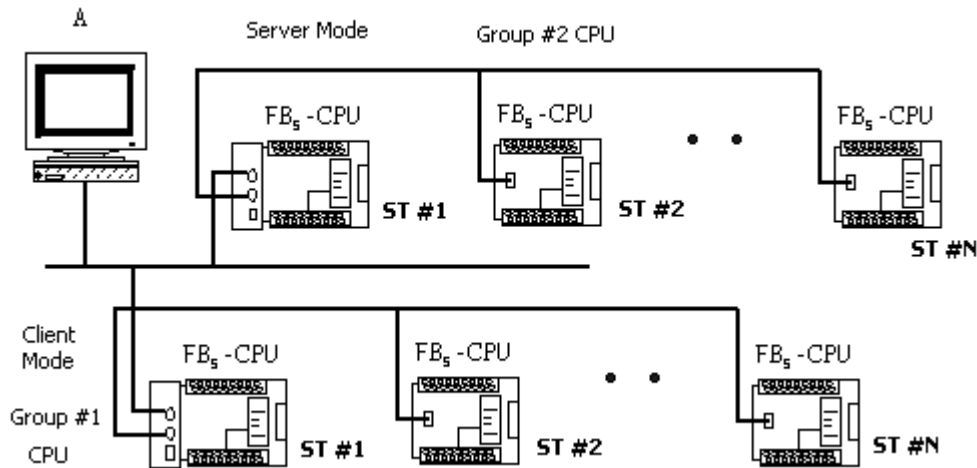 A
Server Mode
Group #2 CPU
FBs -CPU
FBs -CPU
FBs -CPU
ST #1
ST #2
ST #N
Client
Mode
FBs -CPU
FBs -CPU
FBs -CPU
Group #1
CPU
ST #1
ST #2
ST #N